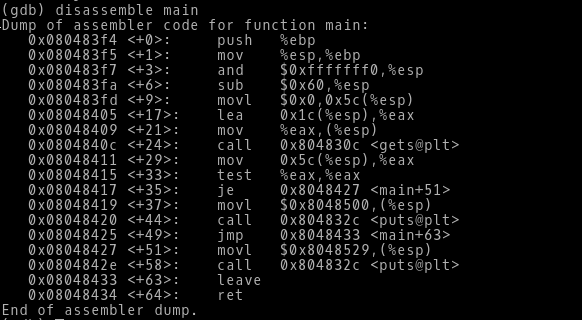 (gdb) disassemble main
Dump of assembler code for function main:
0x080483f4 <+0>: push %ebp
0x080483f5 <+1>: mov %esp,%ebp
0x080483f7 <+3>: and $0xfffffff0,%esp
0x080483fa <+6>: sub $0x60,%esp
0x080483fd <+9>: movl $0x0,0x5c(%esp)
0x08048405 <+17>: lea 0x1c(%esp),%eax
0x08048409 <+21>: mov %eax,(%esp)
0x0804840c <+24>: call 0x804830c <gets@plt>
0x08048411 <+29>: mov 0x5c(%esp),%eax
0x08048415 <+33>: test %eax,%eax
0x08048417 <+35>: je 0x8048427 <main+51>
0x08048419 <+37>: movl $0x8048500,(%esp)
0x08048420 <+44>: call 0x804832c <puts@plt>
0x08048425 <+49>: jmp 0x8048433 <main+63>
0x08048427 <+51>: movl $0x8048529,(%esp)
0x0804842e <+58>: call 0x804832c <puts@plt>
0x08048433 <+63>: leave
0x08048434 <+64>: ret
End of assembler dump.